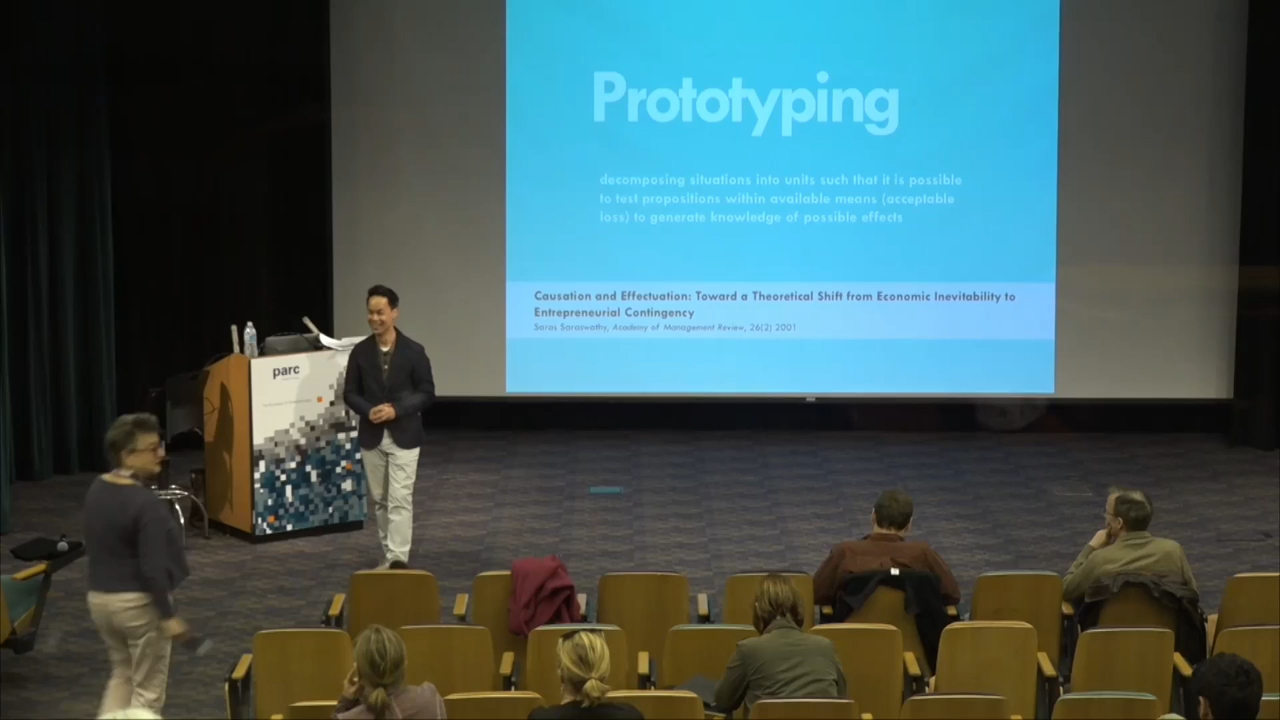 Prototyping
decomposing situations into units such that it is possible
to test propositions within available means (acceptable
loss) to generate knowledge of possible effects
Causation and Effectuation: Toward a Theoretical Shift from Economic Inevitability to
Entrepreneurial Contingency
Saras Sarasvathy, Academy of Management Review, 26(2) 2001
parc